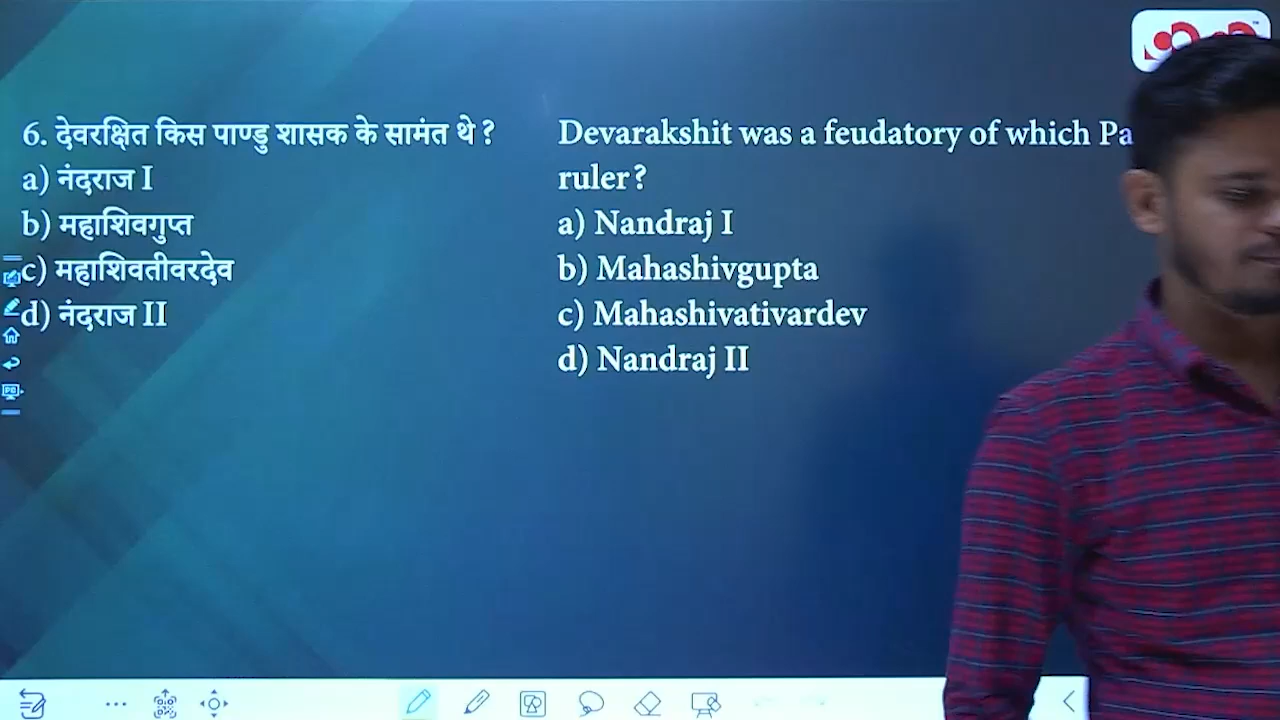 6. देवरक्षित किस पाण्डु शासक के सामंत थे ?
a) नंदराज I
b) महाशिवगुप्त
c) महाशिवतीवरदेव
d) नंदराज II
Devarakshit was a feudatory of which
ruler?
a) Nandraj I
b) Mahashivgupta
c) Mahashivativardev
d) Nandraj II